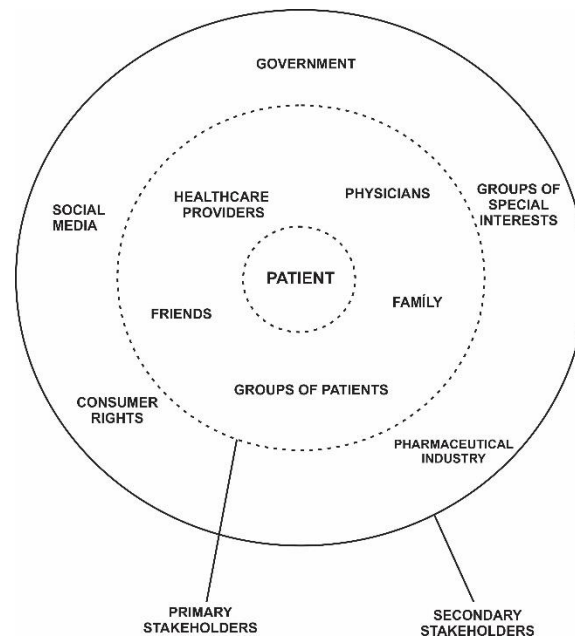 GOVERNMENT
SOCIAL
MEDIA
HEALTHCARE
PROVIDERS
PHYSICIANS
GROUPS OF
SPECIAL
INTERESTS
PATIENT
FRIENDS
FAMÍLY
GROUPS OF PATIENTS
CONSUMER
RIGHTS
PHARMACEUTICAL
INDUSTRY
PRIMARY
STAKEHOLDERS
SECONDARY
STAKEHOLDERS